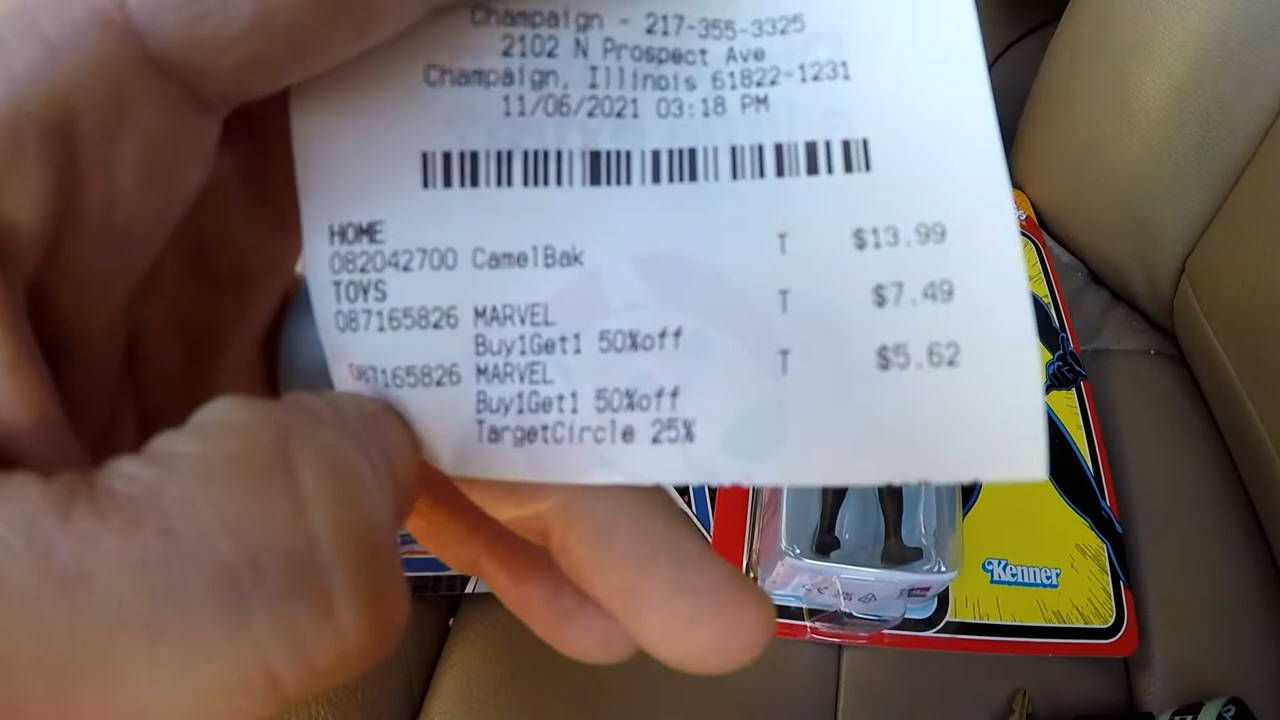 Champaign - 217-355-3325
2102 N Prospect Ave
Champaign, Illinois 61822-1231
11/06/2021 03:18 PM
HOME
082042700 CamelBak T $13.99
TOYS
087165826 MARVEL T $7.49
Buy1Get1 50%off
087165826 MARVEL T $5.62
Buy1Get1 50%off
TargetCircle 25%
Kenner